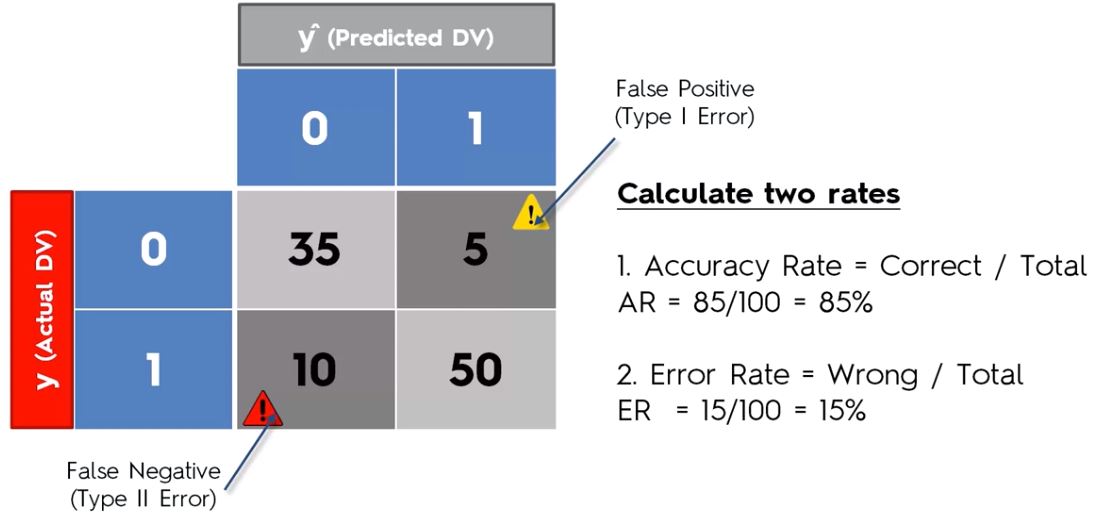 ŷ (Predicted DV)
0 1
False Positive
(Type I Error)
y (Actual DV)
0 35 5
1 10 50
!
!
False Negative
(Type II Error)
Calculate two rates
1. Accuracy Rate = Correct / Total
AR = 85/100 = 85%
2. Error Rate = Wrong / Total
ER = 15/100 = 15%